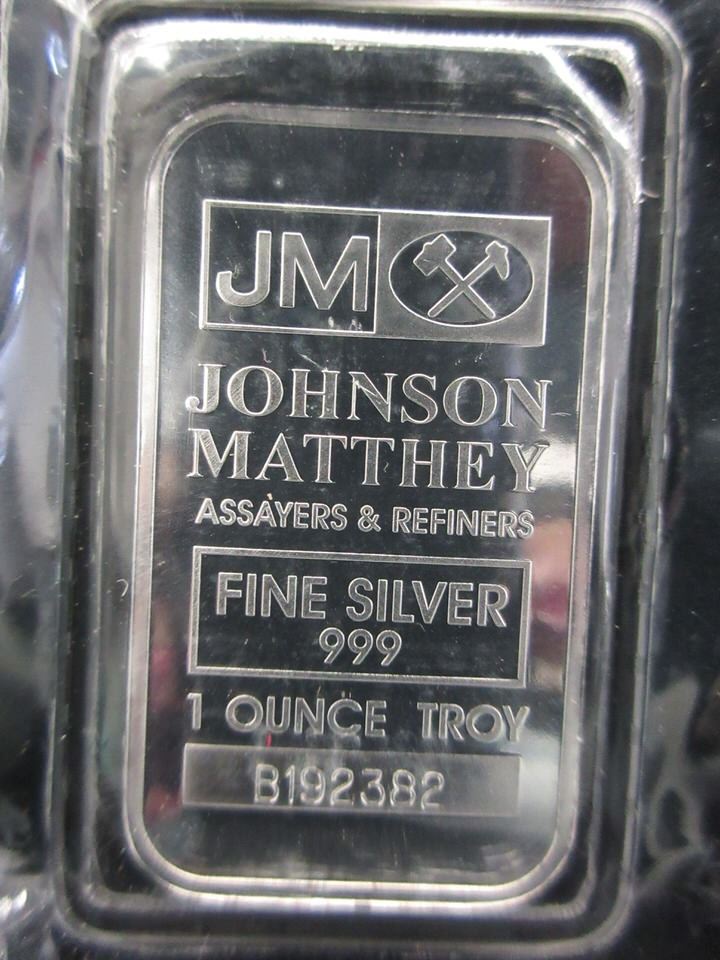 JM
JOHNSON
MATTHEY
ASSAYERS & REFINERS
FINE SILVER
999
1 OUNCE TROY
B192382